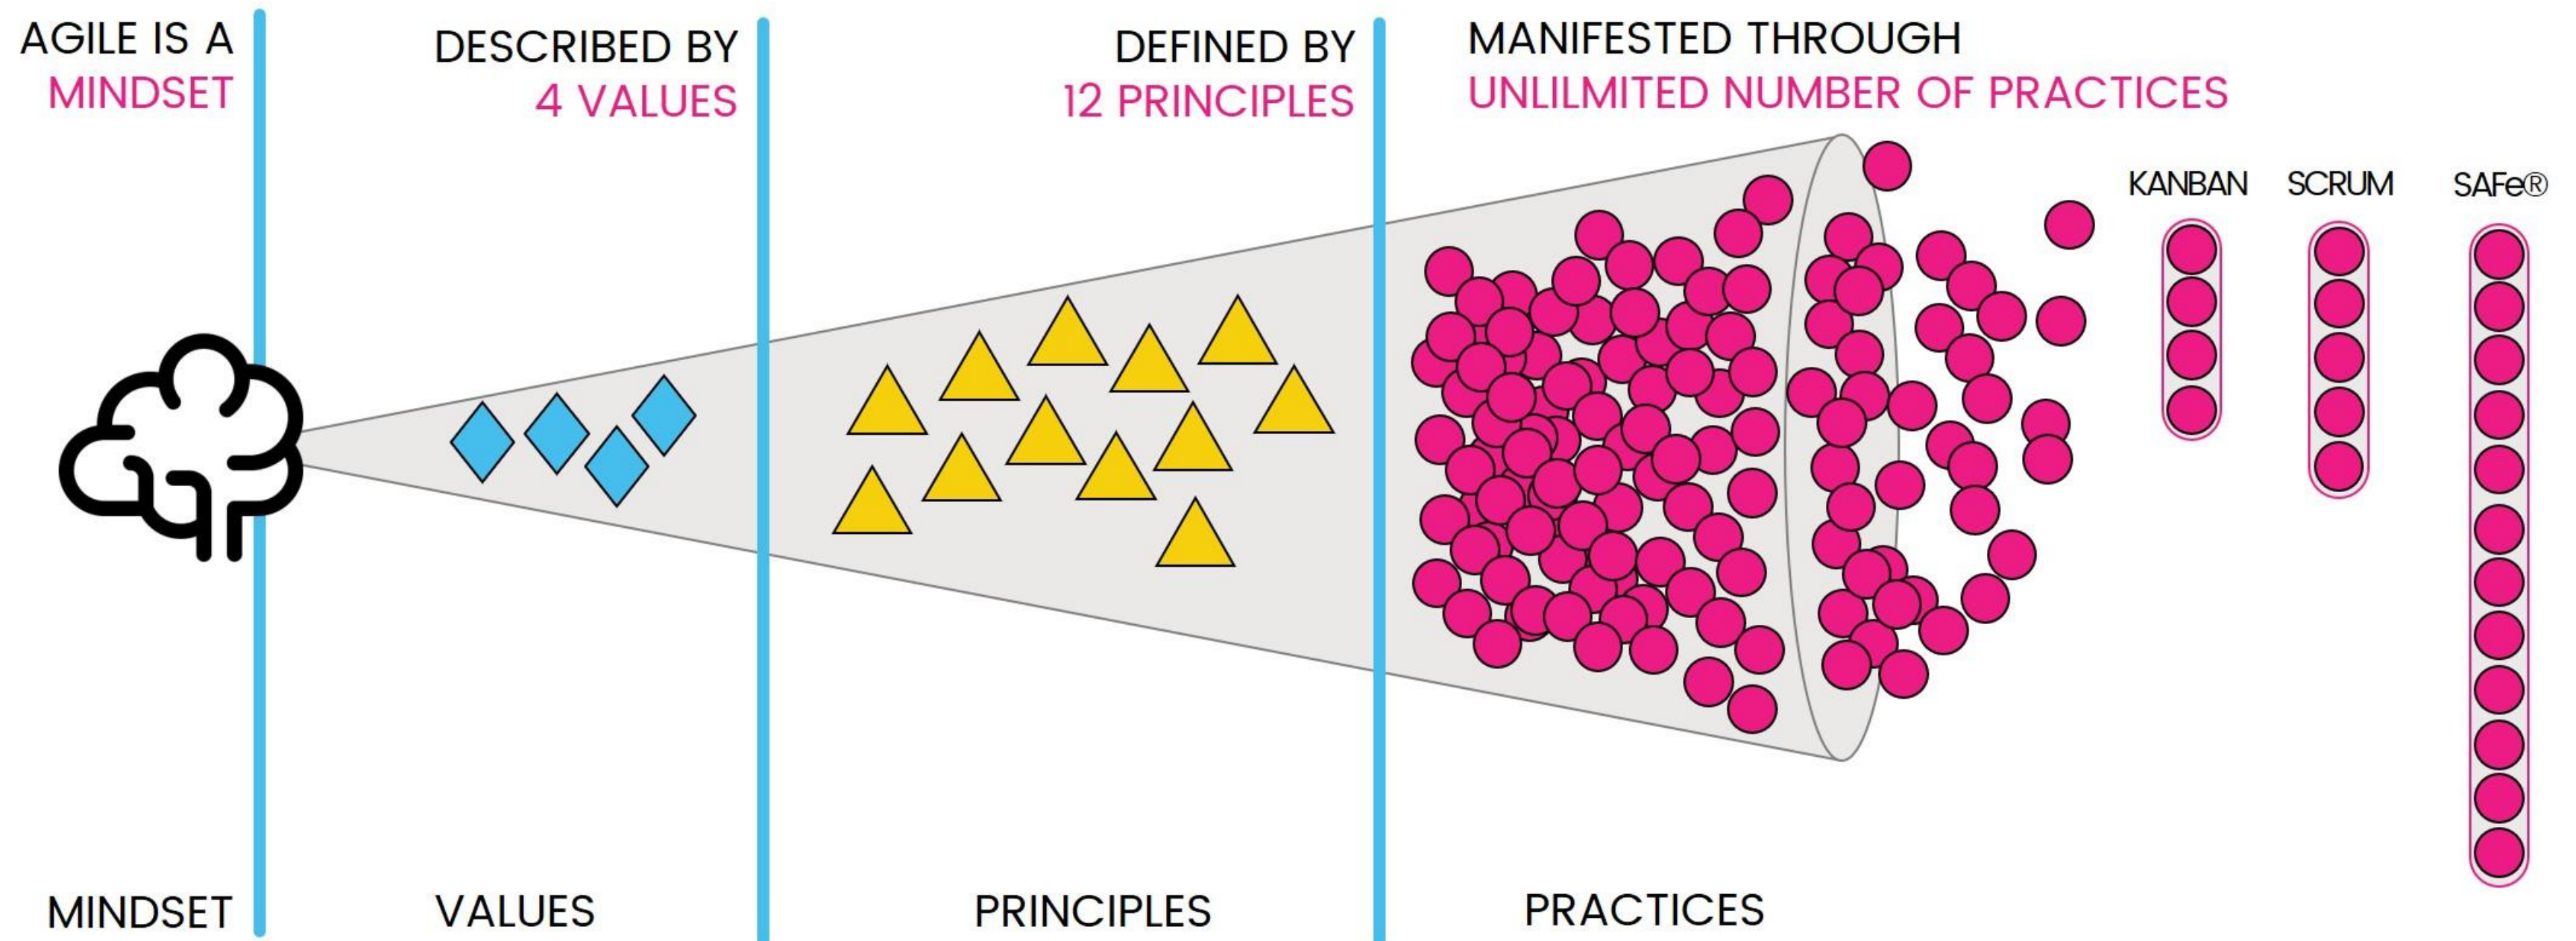 AGILE IS A
MINDSET
DESCRIBED BY
4 VALUES
DEFINED BY
12 PRINCIPLES
MANIFESTED THROUGH
UNLILMITED NUMBER OF PRACTICES
KANBAN
SCRUM
SAFe®
MINDSET
VALUES
PRINCIPLES
PRACTICES